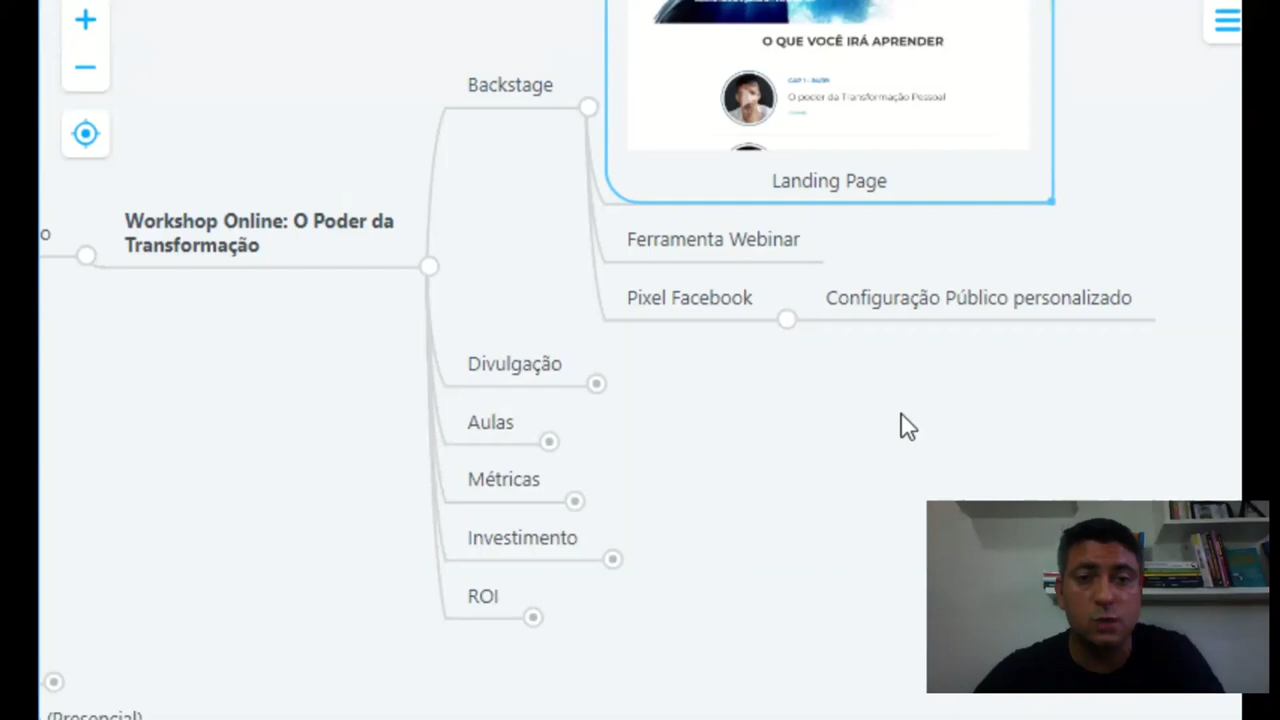 O QUE VOCÊ IRÁ APRENDER
O poder da Transformação Pessoal
Backstage
Landing Page
o
Workshop Online: O Poder da
Transformação
Ferramenta Webinar
Pixel Facebook
Configuração Público personalizado
Divulgação
Aulas
Métricas
Investimento
ROI
(Presencial)